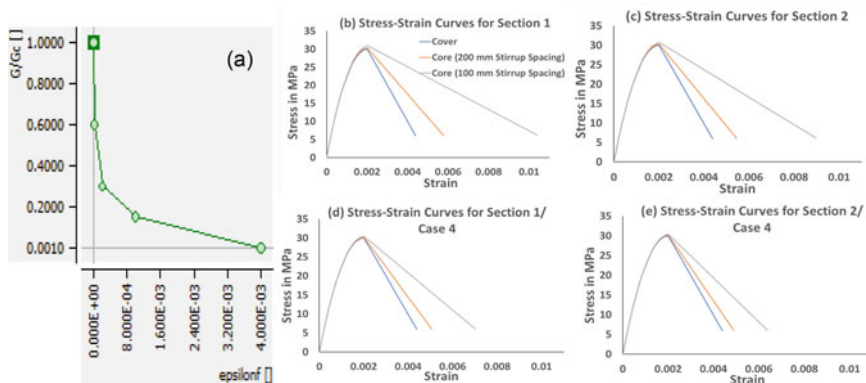 (a)
G/Gc []
1.0000
0.8000
0.6000
0.4000
0.2000
0.0010
0.000E +00
8.000E-04
1.600E-03
2.400E-03
3.200E-03
4.000E-03
epsilonf []
(b) Stress-Strain Curves for Section 1
Cover
Core (200 mm Stirrup Spacing)
Core (100 mm Stirrup Spacing)
Stress in MPa
35
30
25
20
15
10
5
0
0 0.002 0.004 0.006 0.008 0.01
Strain
(c) Stress-Strain Curves for Section 2
Stress in MPa
35
30
25
20
15
10
5
0
0 0.002 0.004 0.006 0.008 0.01
Strain
(d) Stress-Strain Curves for Section 1/
Case 4
Stress in MPa
35
30
25
20
15
10
5
0
0 0.002 0.004 0.006 0.008 0.01
Strain
(e) Stress-Strain Curves for Section 2/
Case 4
Stress in MPa
35
30
25
20
15
10
5
0
0 0.002 0.004 0.006 0.008 0.01
Strain